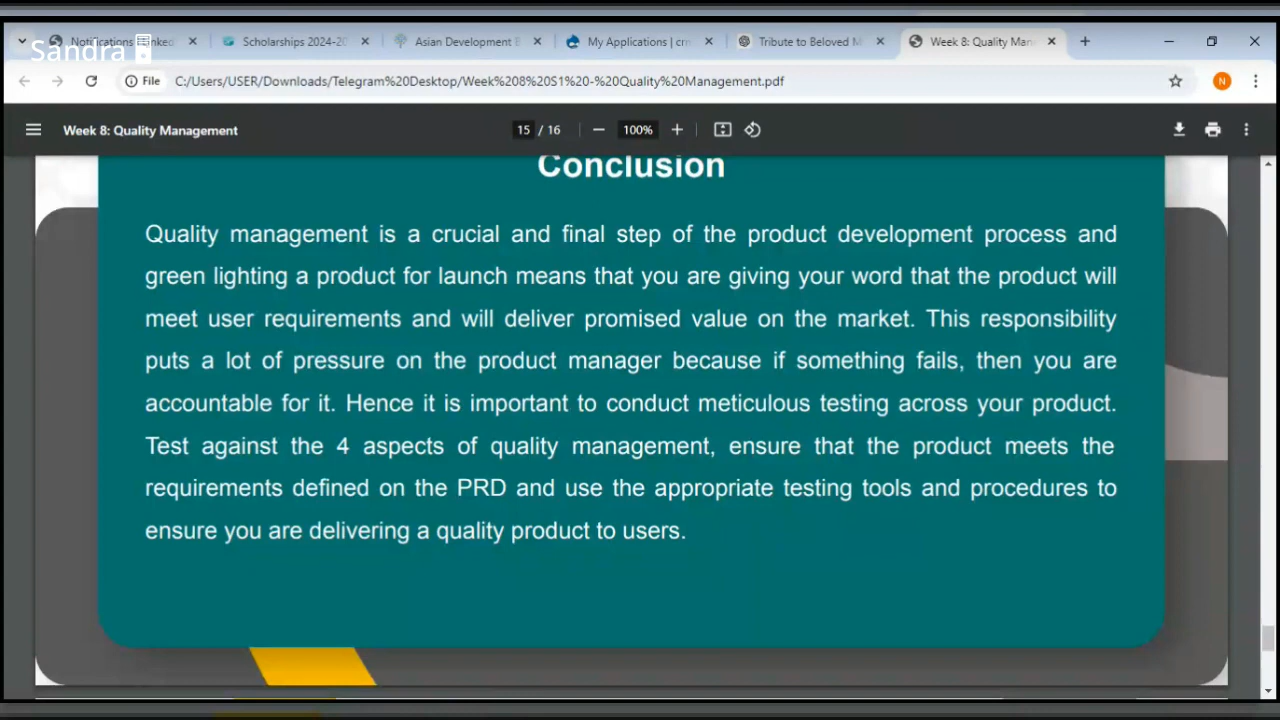 Sandra
Notifications
Scholarships 2024-20
Asian Development
My Applications | crn
Tribute to Beloved M
Week 8: Quality Man
File C:/Users/USER/Downloads/Telegram%20Desktop/Week%208%20S1%20-%20Quality%20Management.pdf
N
Week 8: Quality Management
15 / 16
100%
Conclusion
Quality management is a crucial and final step of the product development process and
green lighting a product for launch means that you are giving your word that the product will
meet user requirements and will deliver promised value on the market. This responsibility
puts a lot of pressure on the product manager because if something fails, then you are
accountable for it. Hence it is important to conduct meticulous testing across your product.
Test against the 4 aspects of quality management, ensure that the product meets the
requirements defined on the PRD and use the appropriate testing tools and procedures to
ensure you are delivering a quality product to users.